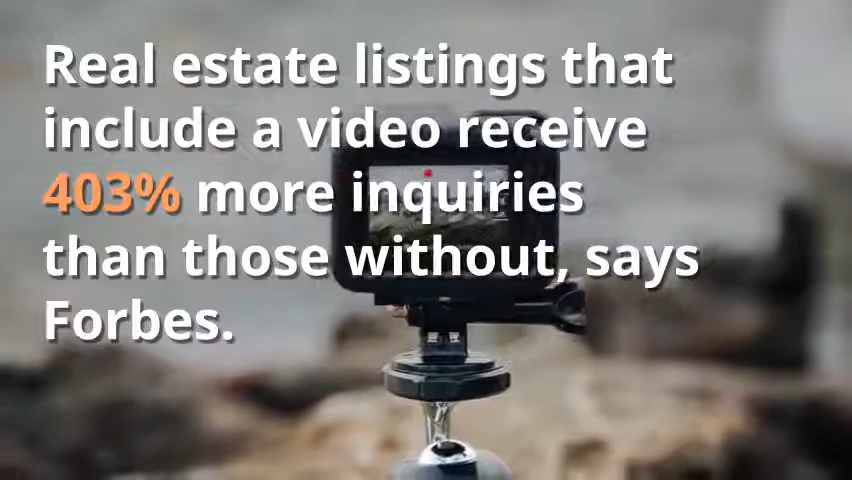 Real estate listings that
include a video receive
403% more inquiries
than those without, says
Forbes.